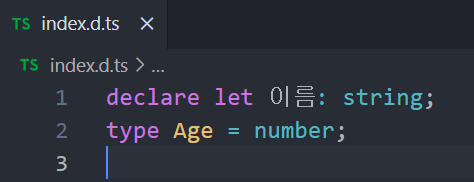 TS index.d.ts ×
TS index.d.ts > ...
1 declare let 이름: string;
2 type Age = number;
3